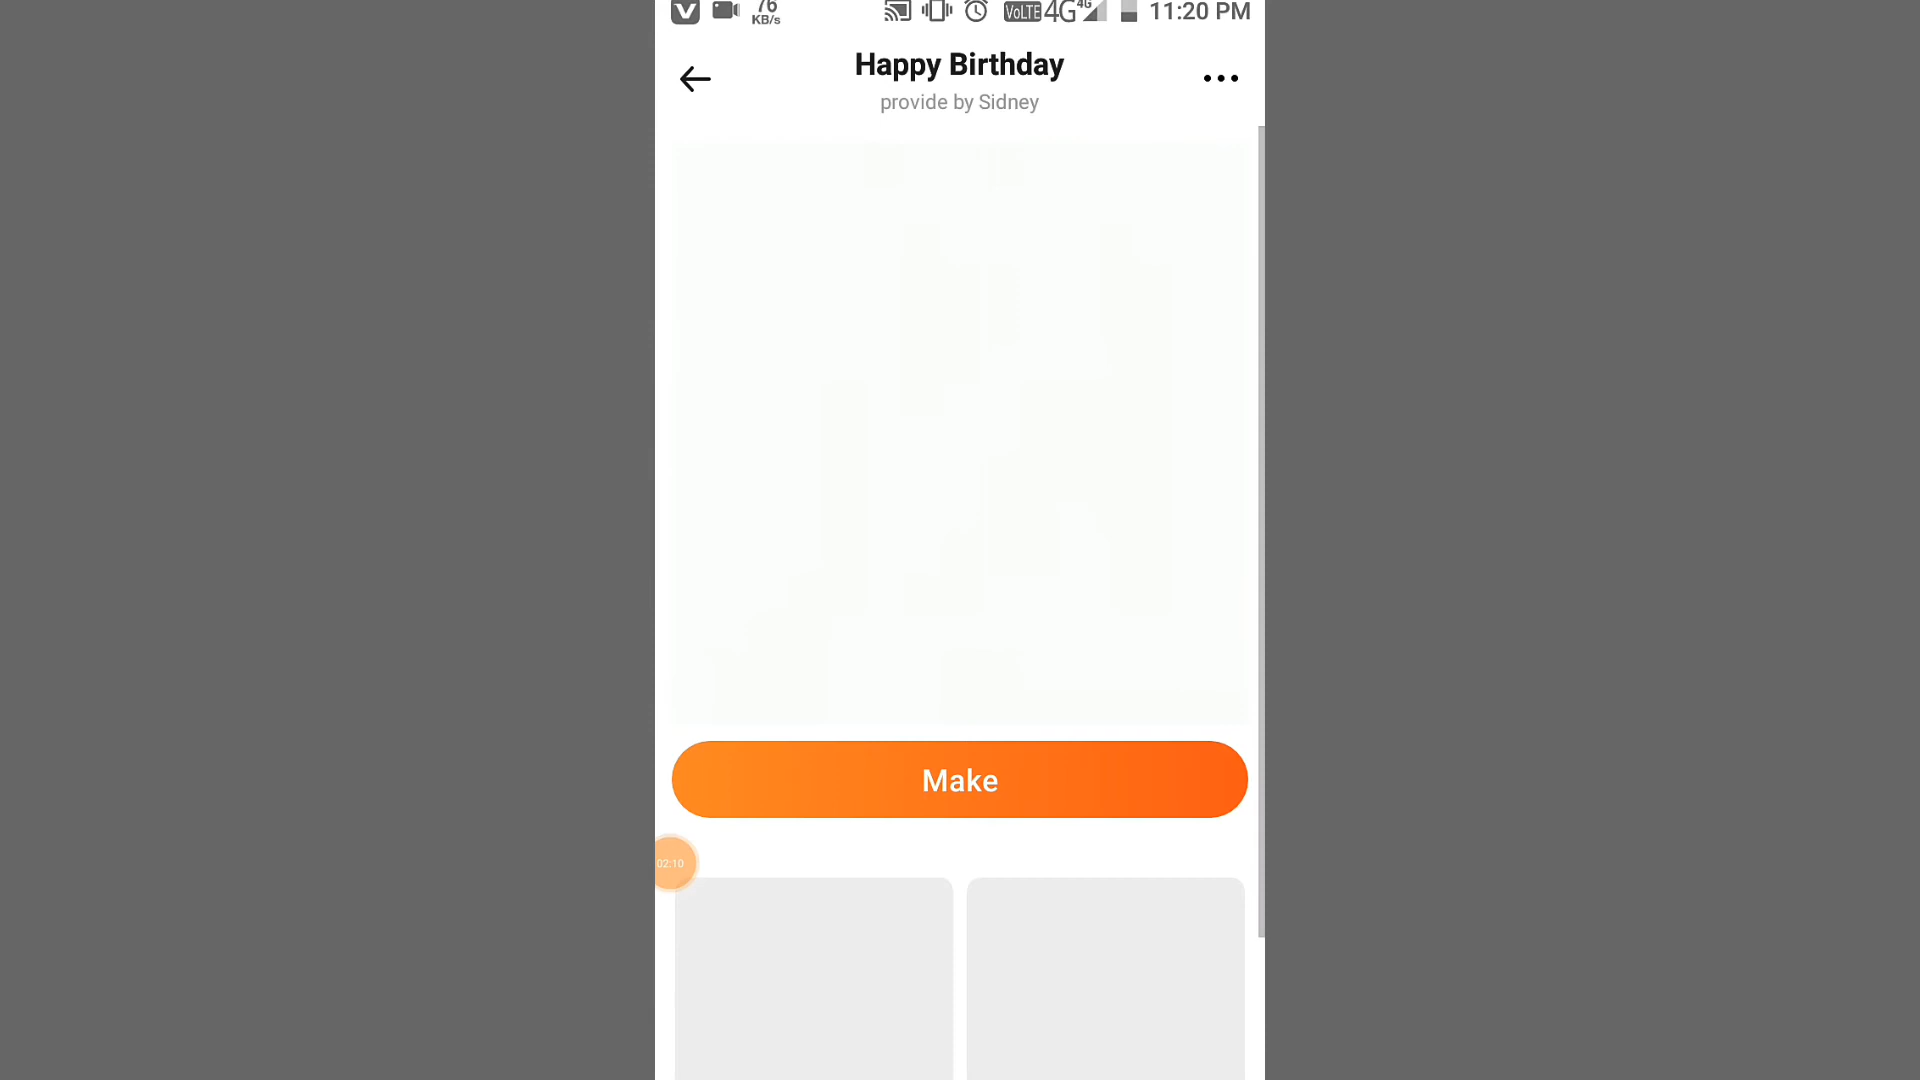 76
KB/s
VoLTE 4G 4G 11:20 PM
Happy Birthday
provide by Sidney
Make
02:10